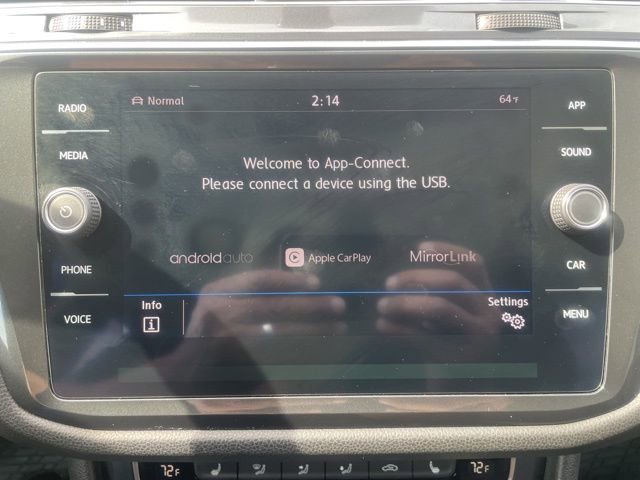 RADIO
MEDIA
PHONE
VOICE
Normal 2:14 64°F
Welcome to App-Connect.
Please connect a device using the USB.
androidauto Apple CarPlay MirrorLink
Info Settings
APP
SOUND
CAR
MENU
72°F 72°F